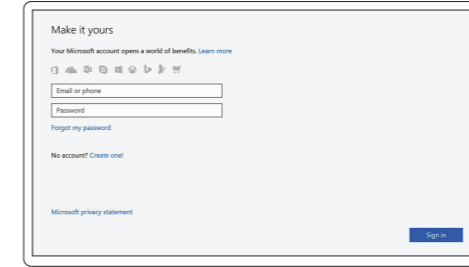 Make it yours
Your Microsoft account opens a world of benefits. Learn more
Email or phone
Password
Forgot my password
No account? Create one!
Microsoft privacy statement
Sign in